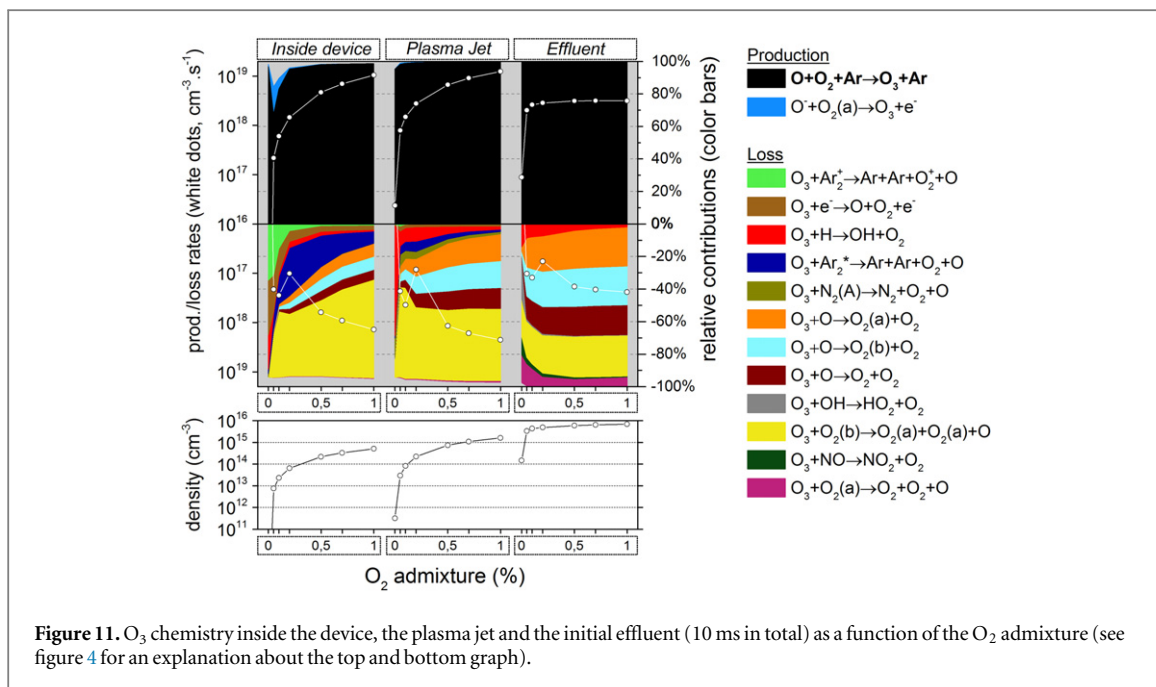 Inside device Plasma Jet Effluent
prod./loss rates (white dots, cm⁻³.s⁻¹)
10¹⁹
10¹⁸
10¹⁷
10¹⁶
10¹⁷
10¹⁸
10¹⁹
100%
80%
60%
40%
20%
0%
-20%
-40%
-60%
-80%
-100%
relative contributions (color bars)
0 0,5 1 0 0,5 1 0 0,5 1
density (cm⁻³)
10¹⁶
10¹⁵
10¹⁴
10¹³
10¹²
10¹¹
0 0,5 1 0 0,5 1 0 0,5 1
O₂ admixture (%)
Production
O+O₂+Ar→O₃+Ar
O⁻+O₂(a)→O₃+e⁻
Loss
O₃+Ar₂⁺→Ar+Ar+O₂⁺+O
O₃+e⁻→O+O₂+e⁻
O₃+H→OH+O₂
O₃+Ar₂*→Ar+Ar+O₂+O
O₃+N₂(A)→N₂+O₂+O
O₃+O→O₂(a)+O₂
O₃+O→O₂(b)+O₂
O₃+O→O₂+O₂
O₃+OH→HO₂+O₂
O₃+O₂(b)→O₂(a)+O₂(a)+O
O₃+NO→NO₂+O₂
O₃+O₂(a)→O₂+O₂+O
Figure 11. O₃ chemistry inside the device, the plasma jet and the initial effluent (10 ms in total) as a function of the O₂ admixture (see
figure 4 for an explanation about the top and bottom graph).